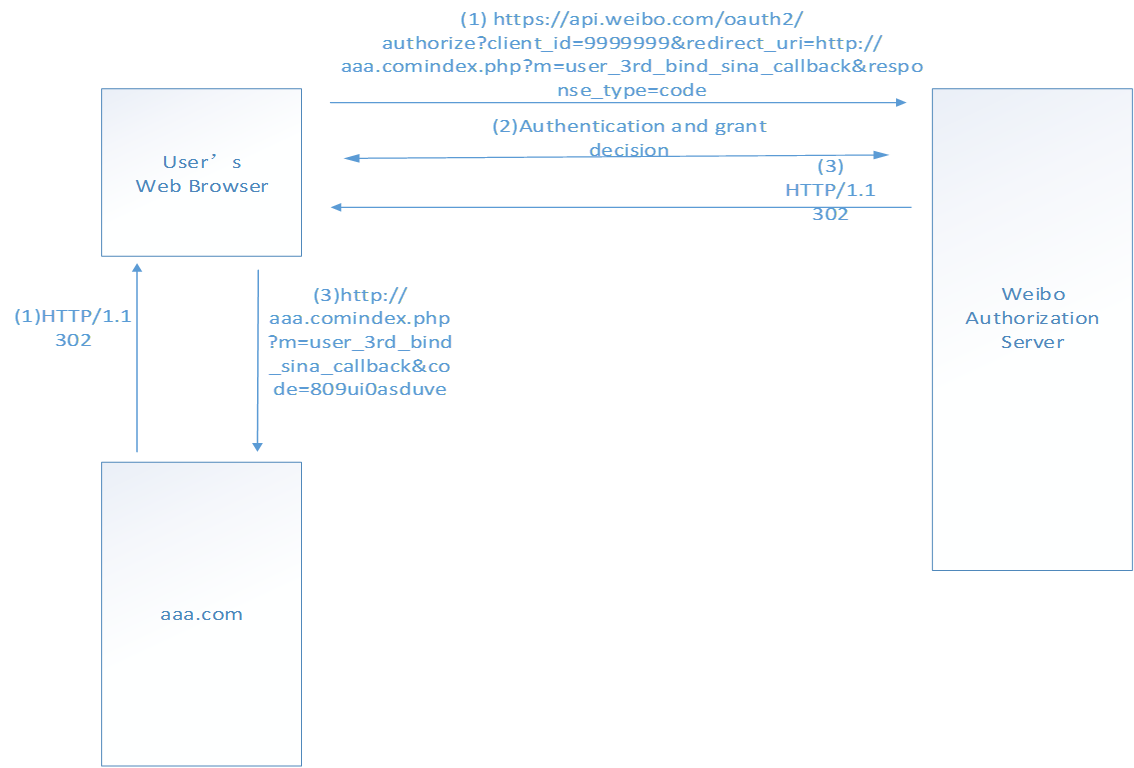 (1) https://api.weibo.com/oauth2/
authorize?client_id=9999999&redirect_uri=http://
aaa.comindex.php?m=user_3rd_bind_sina_callback&respo
nse_type=code
(2)Authentication and grant
decision
(3)
HTTP/1.1
302
User’s
Web Browser
(1)HTTP/1.1
302
(3)http://
aaa.comindex.php
?m=user_3rd_bind
_sina_callback&co
de=809ui0asduve
Weibo
Authorization
Server
aaa.com